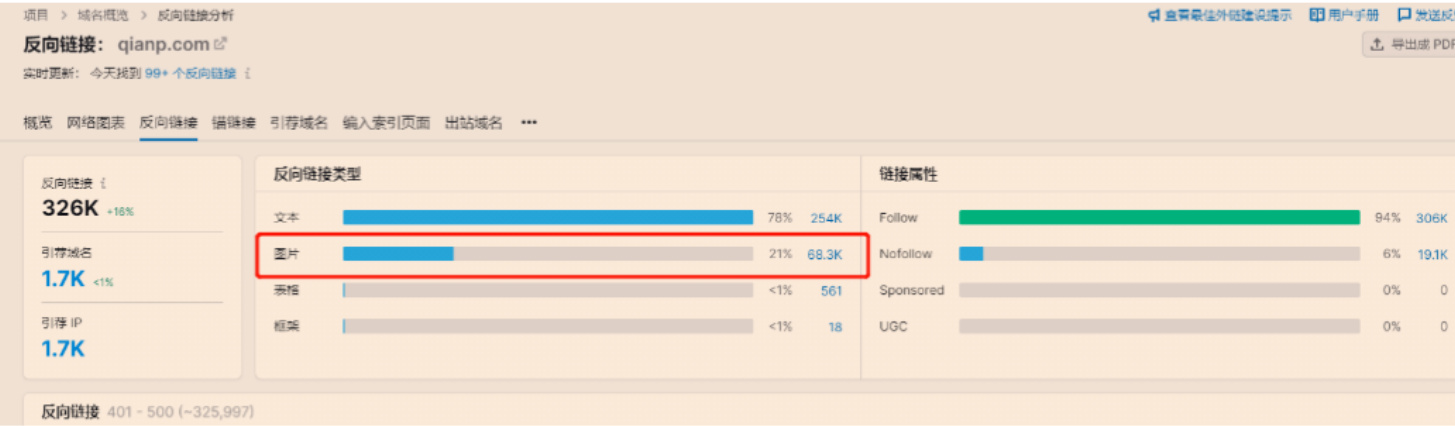 项目 > 域名概览 > 反向链接分析
查看最佳外链建设提示 用户手册 发送反
反向链接: qianp.com
导出成 PDF
实时更新: 今天找到 99+ 个反向链接 i
概览 网络图表 反向链接 锚链接 引荐域名 编入索引页面 出站域名 •••
反向链接 i
326K +16%
引荐域名
1.7K <1%
引荐 IP
1.7K
反向链接类型
文本 78% 254K
图片 21% 68.3K
表格 <1% 561
框架 <1% 18
链接属性
Follow 94% 306K
Nofollow 6% 19.1K
Sponsored 0% 0
UGC 0% 0
反向链接 401 - 500 (~325,997)